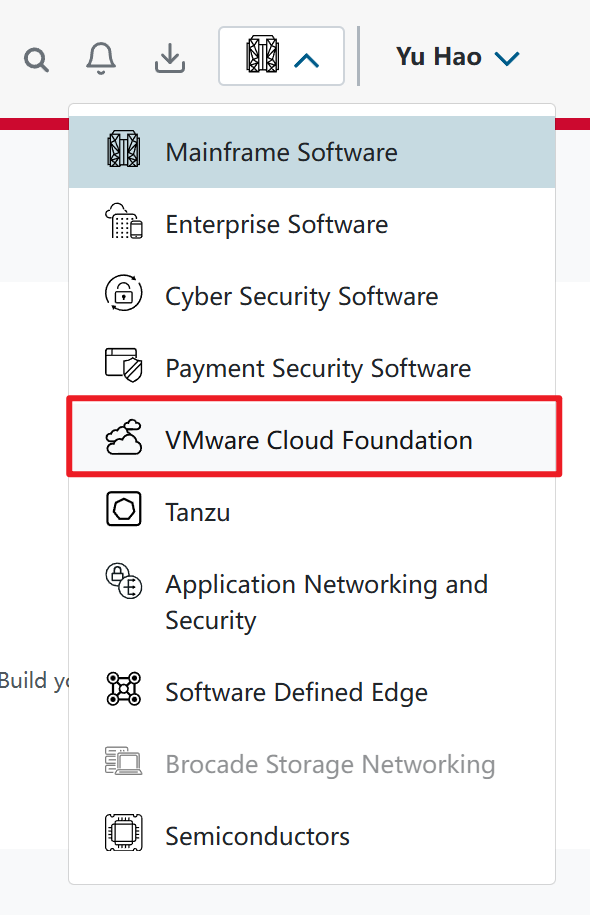 Yu Hao
Mainframe Software
Enterprise Software
Cyber Security Software
Payment Security Software
VMware Cloud Foundation
Tanzu
Application Networking and
Security
Software Defined Edge
Build
Brocade Storage Networking
Semiconductors